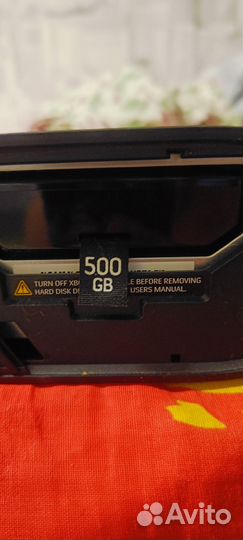 500
GB
TURN OFF XB LE BEFORE REMOVING
HARD DISK D USERS MANUAL.
Avito